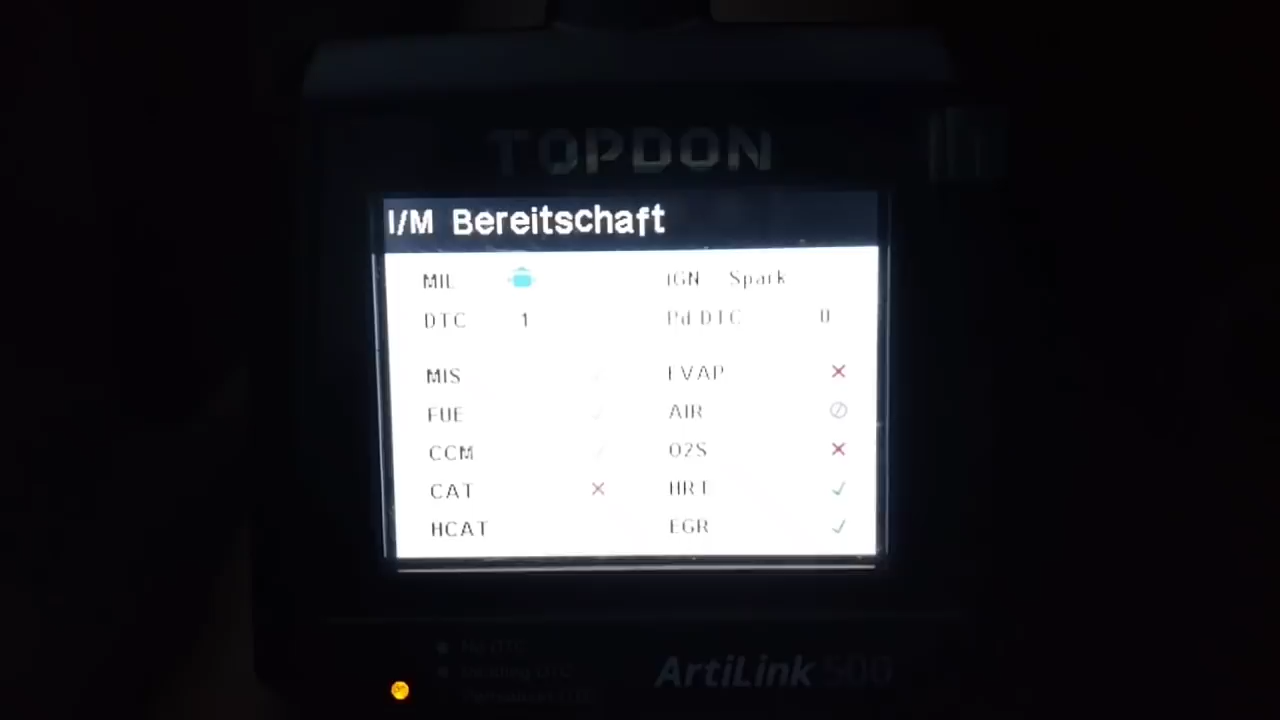 TOPDON
I/M Bereitschaft
MIL IGN Spark
DTC 1 Pd DTC 0
MIS EVAP
FUE AIR
CCM O2S
CAT HRT
HCAT EGR
ArtiLink 500